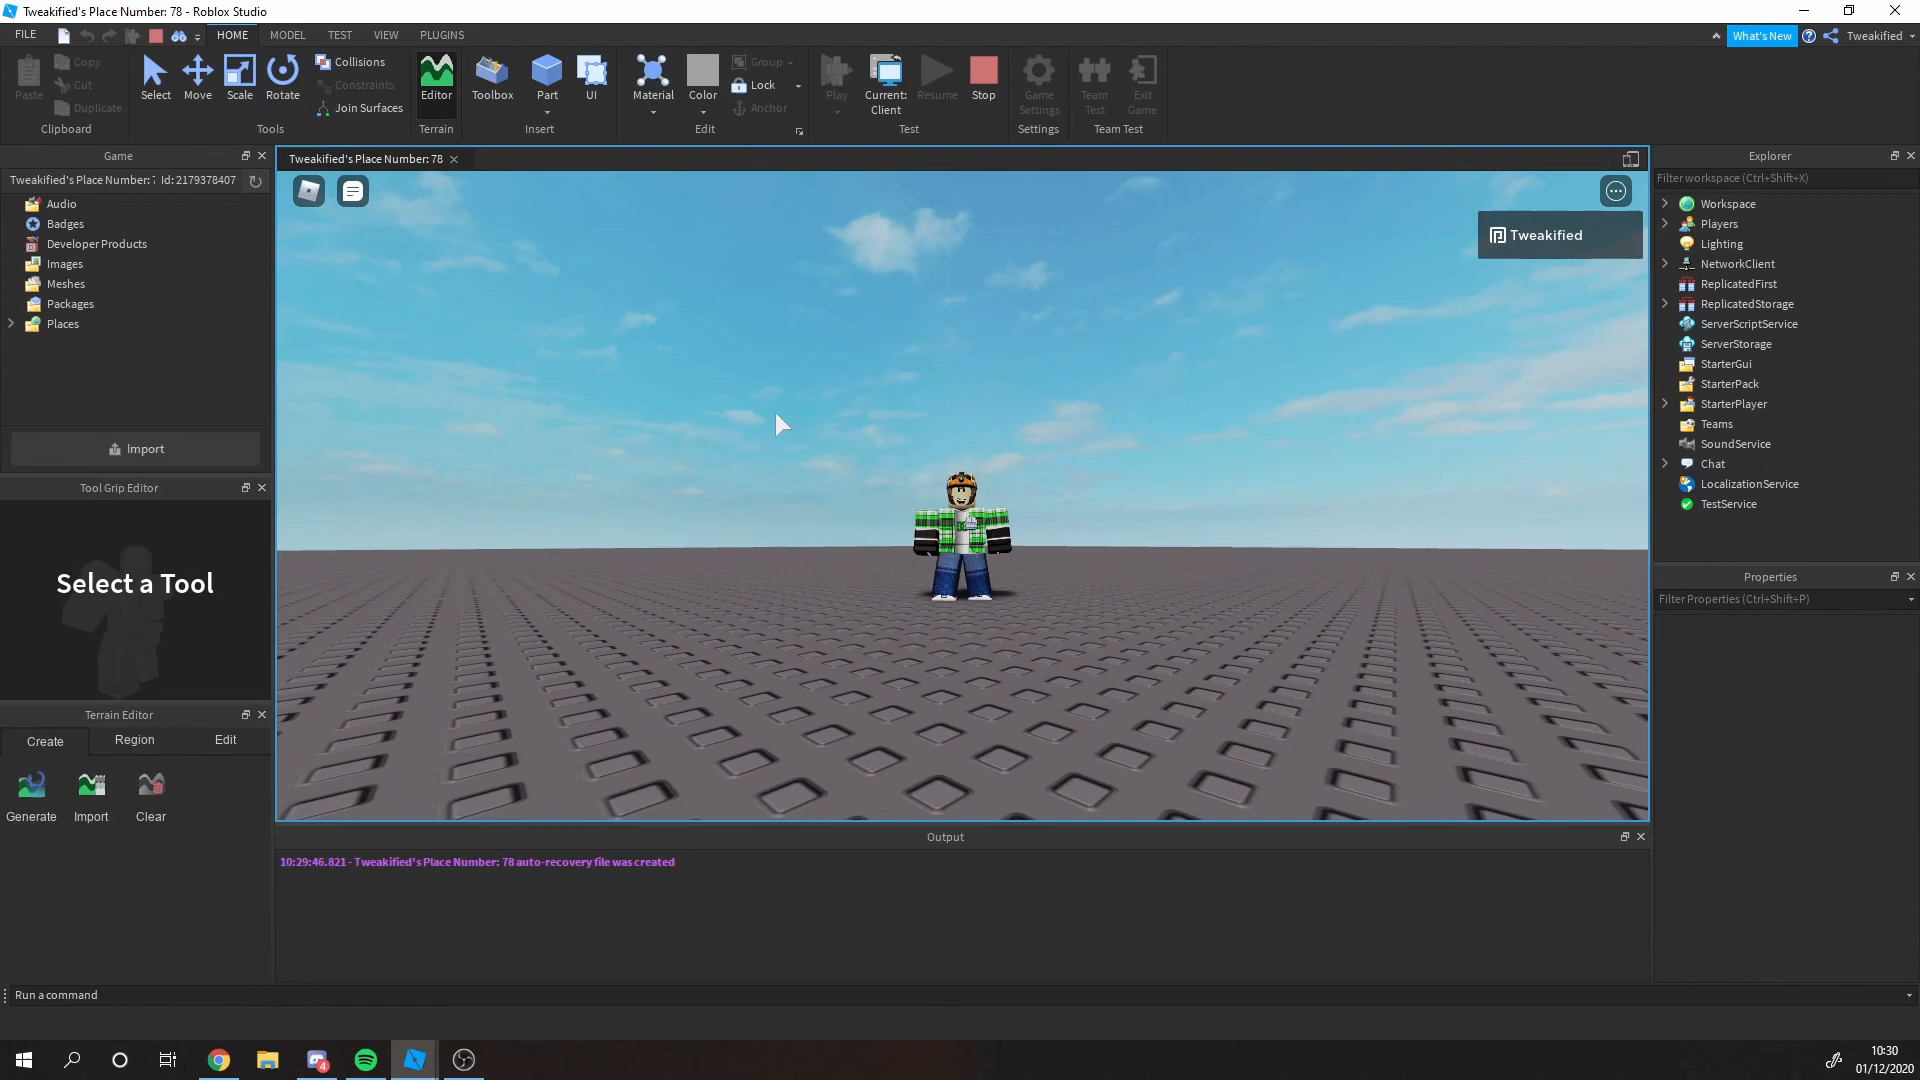 Tweakified's Place Number: 78 - Roblox Studio
FILE HOME MODEL TEST VIEW PLUGINS What's New Tweakified
Paste Copy Cut Duplicate
Clipboard
Select Move Scale Rotate
Collisions
Constraints
Join Surfaces
Tools
Editor
Terrain
Toolbox Part UI
Insert
Material Color
Group
Lock
Anchor
Edit
Play Current: Client Resume Stop
Test
Game Settings
Settings
Team Test Exit Game
Team Test
Game
Tweakified's Place Number: 7 Id: 2179378407
Audio
Badges
Developer Products
Images
Meshes
Packages
Places
Import
Tool Grip Editor
Select a Tool
Terrain Editor
Create Region Edit
Generate Import Clear
Tweakified's Place Number: 78
Tweakified
Output
10:29:46.821 - Tweakified's Place Number: 78 auto-recovery file was created
Explorer
Filter workspace (Ctrl+Shift+X)
Workspace
Players
Lighting
NetworkClient
ReplicatedFirst
ReplicatedStorage
ServerScriptService
ServerStorage
StarterGui
StarterPack
StarterPlayer
Teams
SoundService
Chat
LocalizationService
TestService
Properties
Filter Properties (Ctrl+Shift+P)
Run a command
4
10:30
01/12/2020